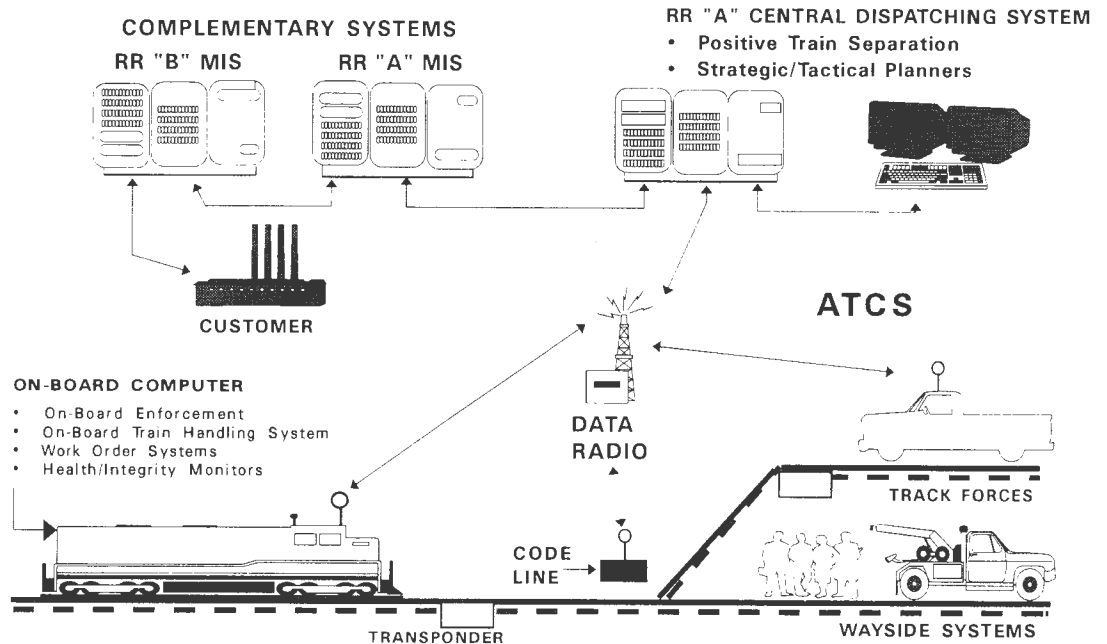 COMPLEMENTARY SYSTEMS
RR "B" MIS
RR "A" MIS
RR "A" CENTRAL DISPATCHING SYSTEM
• Positive Train Separation
• Strategic/Tactical Planners
CUSTOMER
ATCS
ON-BOARD COMPUTER
• On-Board Enforcement
• On-Board Train Handling System
• Work Order Systems
• Health/Integrity Monitors
DATA
RADIO
TRACK FORCES
CODE
LINE
TRANSPONDER
WAYSIDE SYSTEMS